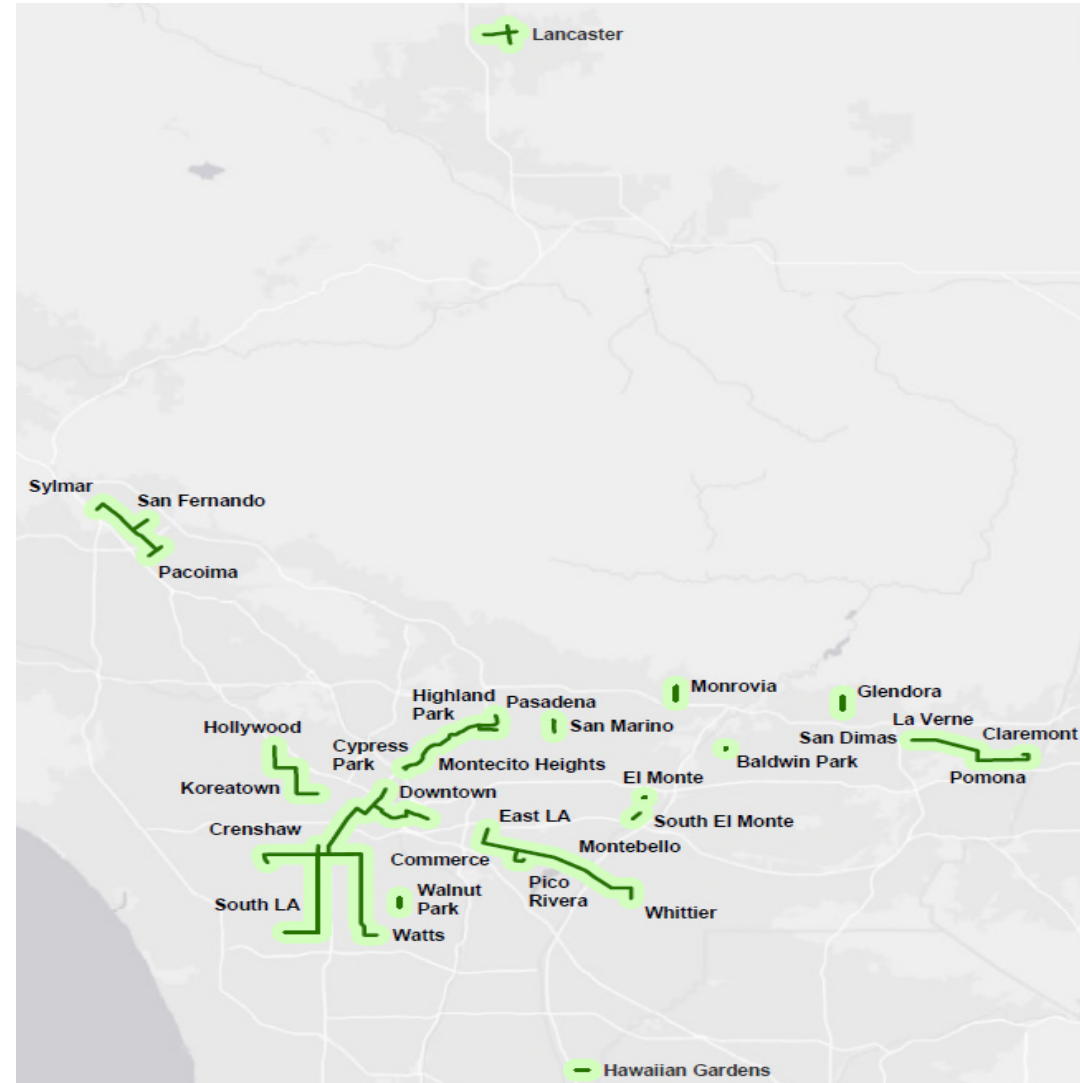 Lancaster
Sylmar
San Fernando
Pacoima
Monrovia
Glendora
Highland
Park
Pasadena
San Marino
La Verne
Hollywood
Claremont
San Dimas
Cypress
Park
Montecito Heights
Baldwin Park
Pomona
El Monte
Koreatown
Downtown
East LA
South El Monte
Crenshaw
Montebello
Commerce
Pico
Rivera
Walnut
Park
South LA
Whittier
Watts
Hawaiian Gardens